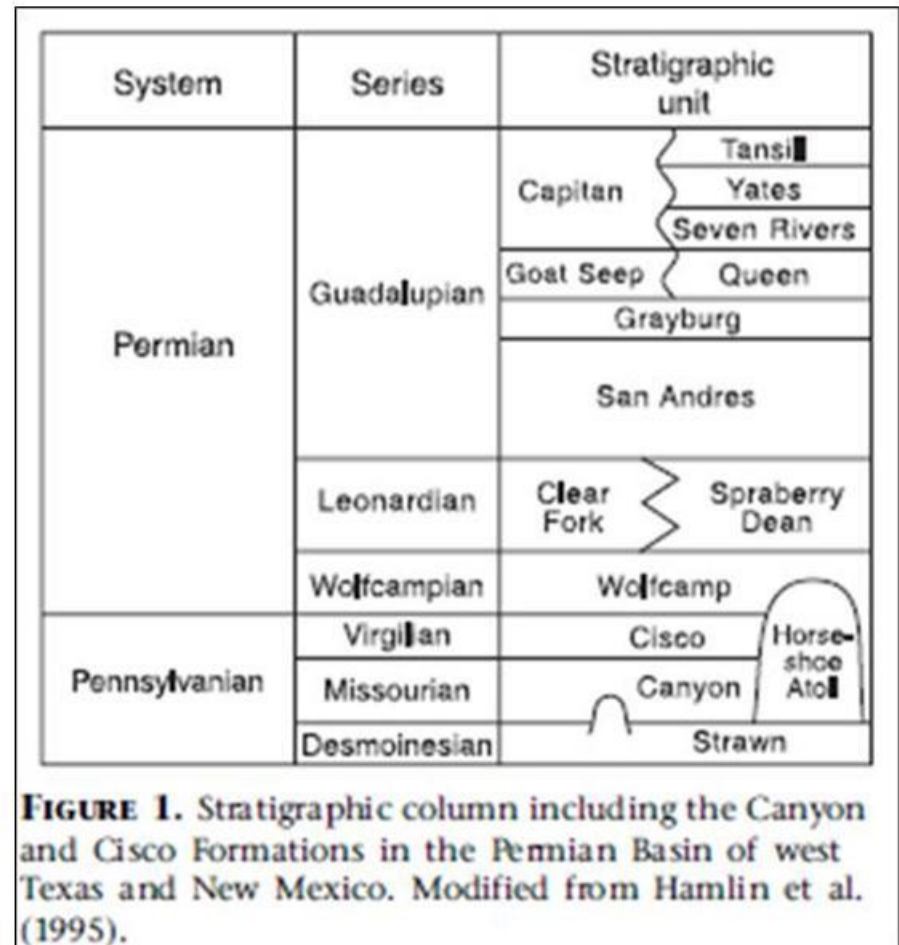 System
Series
Stratigraphic
unit
Permian
Guadalupian
Capitan
Tansill
Yates
Seven Rivers
Goat Seep
Queen
Grayburg
San Andres
Leonardian
Clear
Fork
Spraberry
Dean
Wolfcampian
Wolfcamp
Pennsylvanian
Virgilian
Cisco
Horse-
shoe
Atoll
Missourian
Canyon
Desmoinesian
Strawn
FIGURE 1. Stratigraphic column including the Canyon
and Cisco Formations in the Permian Basin of west
Texas and New Mexico. Modified from Hamlin et al.
(1995).